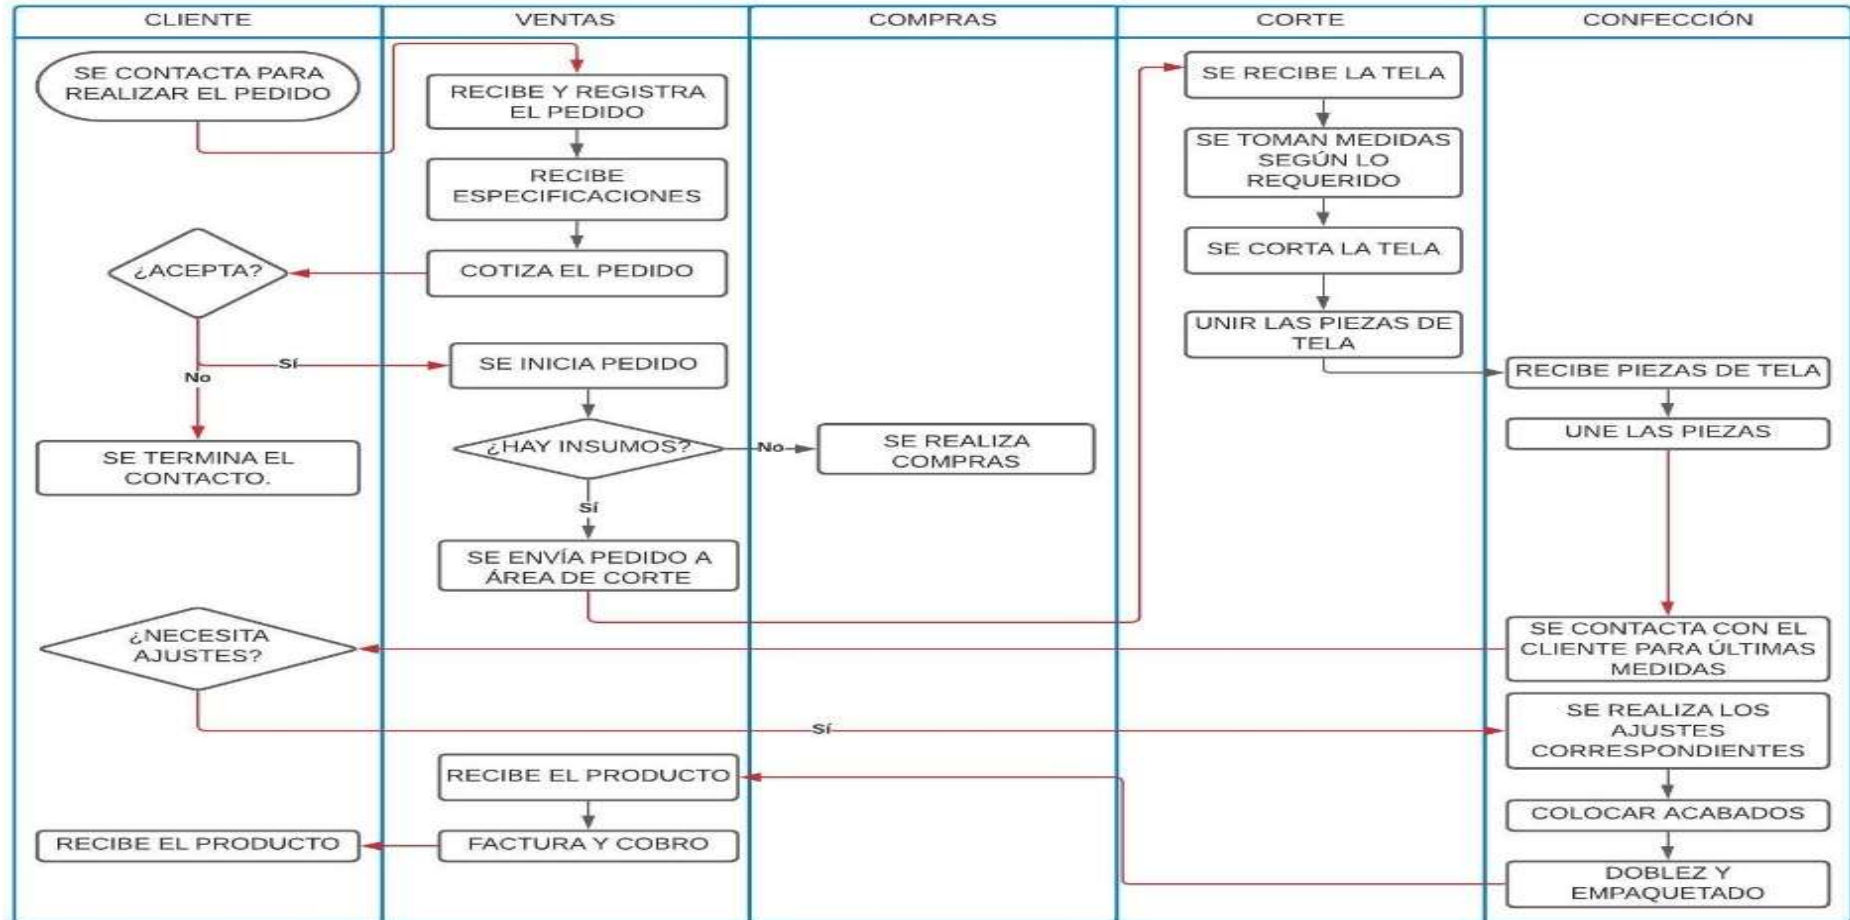 CLIENTE
VENTAS
COMPRAS
CORTE
CONFECCIÓN
SE CONTACTA PARA
REALIZAR EL PEDIDO
¿ACEPTA?
No
Sí
SE TERMINA EL
CONTACTO.
¿NECESITA
AJUSTES?
Sí
RECIBE EL PRODUCTO
RECIBE Y REGISTRA
EL PEDIDO
RECIBE
ESPECIFICACIONES
COTIZA EL PEDIDO
SE INICIA PEDIDO
¿HAY INSUMOS?
No
Sí
SE ENVÍA PEDIDO A
ÁREA DE CORTE
RECIBE EL PRODUCTO
FACTURA Y COBRO
SE REALIZA
COMPRAS
SE RECIBE LA TELA
SE TOMAN MEDIDAS
SEGÚN LO
REQUERIDO
SE CORTA LA TELA
UNIR LAS PIEZAS DE
TELA
RECIBE PIEZAS DE TELA
UNE LAS PIEZAS
SE CONTACTA CON EL
CLIENTE PARA ÚLTIMAS
MEDIDAS
SE REALIZA LOS
AJUSTES
CORRESPONDIENTES
COLOCAR ACABADOS
DOBLEZ Y
EMPAQUETADO